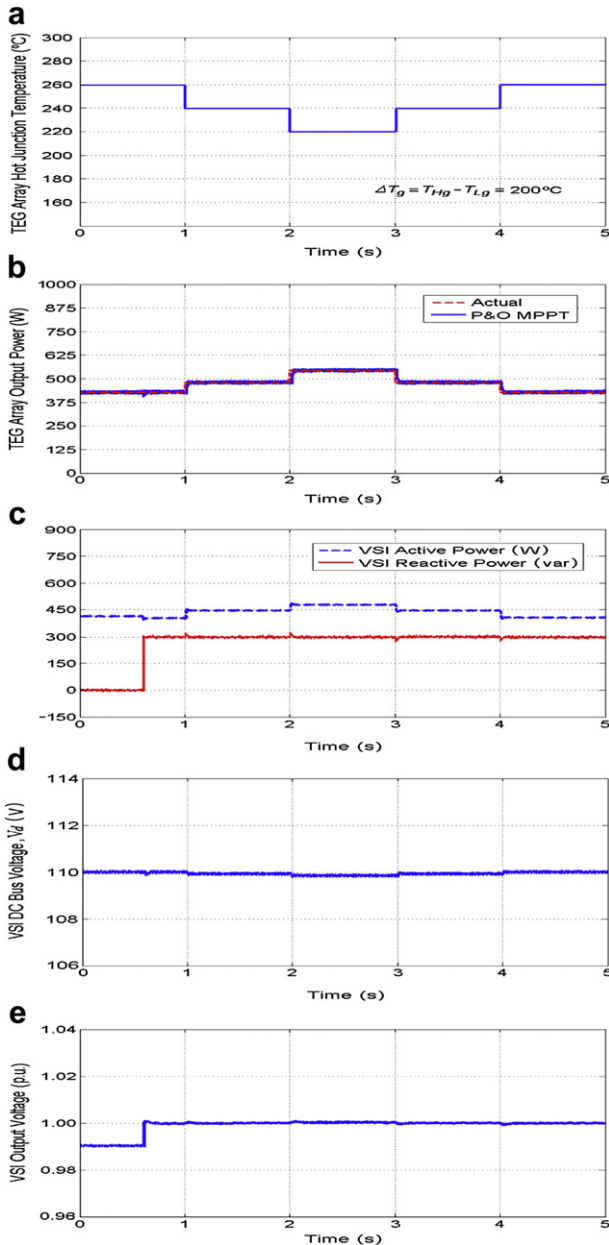 a
TEG Array Hot Junction Temperature (ºC)
300
280
260
240
220
200
180
160
ΔTg = THg - TLg = 200ºC
0 1 2 3 4 5
Time (s)
b
TEG Array Output Power (W)
1000
875
750
625
500
375
250
125
0
Actual
P&O MPPT
0 1 2 3 4 5
Time (s)
c
900
750
600
450
300
150
0
-150
VSI Active Power (W)
VSI Reactive Power (var)
0 1 2 3 4 5
Time (s)
d
VSI DC Bus Voltage, Vd (V)
114
112
110
108
106
0 1 2 3 4 5
Time (s)
e
VSI Output Voltage (p.u.)
1.04
1.02
1.00
0.98
0.96
0 1 2 3 4 5
Time (s)